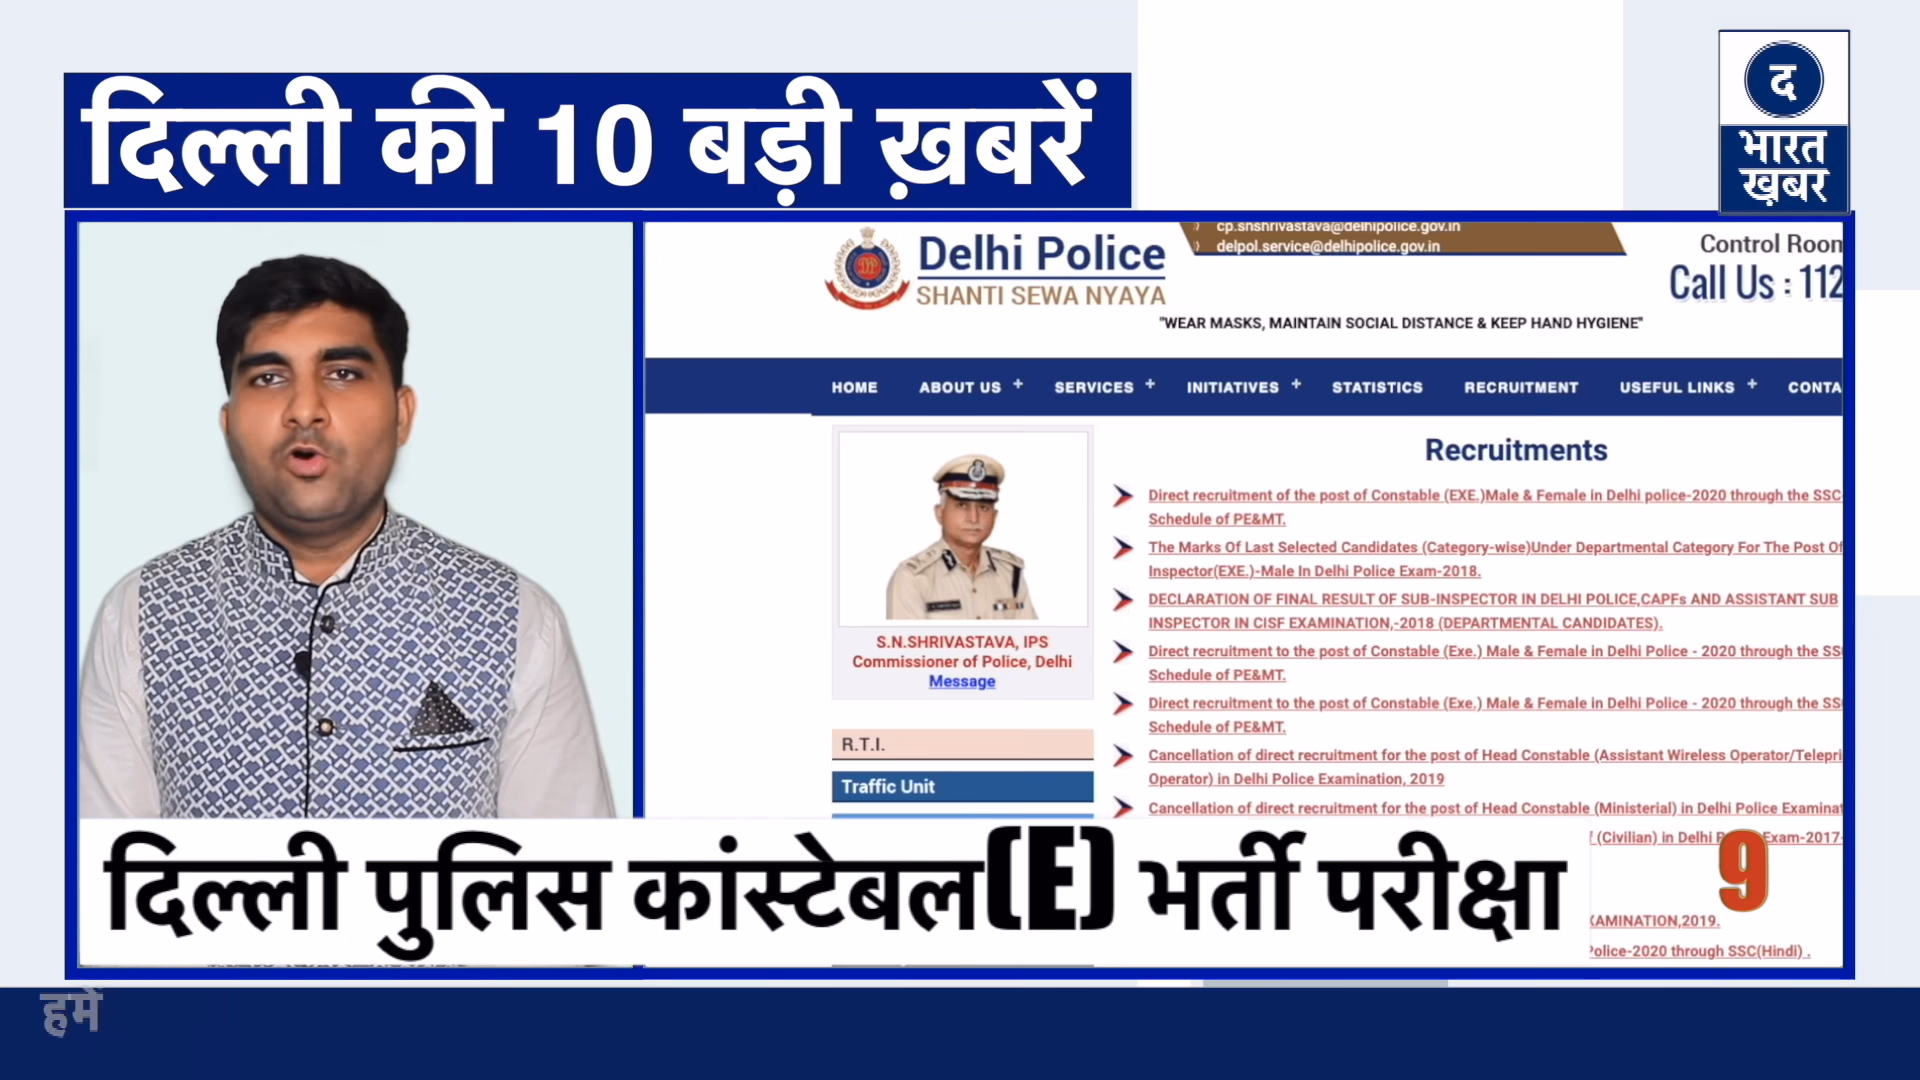 दिल्ली की 10 बड़ी ख़बरें
द
भारत
ख़बर
cp.snshrivastava@delhipolice.gov.in
delpol.service@delhipolice.gov.in
Delhi Police
SHANTI SEWA NYAYA
Control Room
Call Us : 112
"WEAR MASKS, MAINTAIN SOCIAL DISTANCE & KEEP HAND HYGIENE"
HOME ABOUT US + SERVICES + INITIATIVES + STATISTICS RECRUITMENT USEFUL LINKS + CONTA
Recruitments
Direct recruitment of the post of Constable (EXE.)Male & Female in Delhi police-2020 through the SSC
Schedule of PE&MT.
The Marks Of Last Selected Candidates (Category-wise)Under Departmental Category For The Post Of
Inspector(EXE.)-Male In Delhi Police Exam-2018.
DECLARATION OF FINAL RESULT OF SUB-INSPECTOR IN DELHI POLICE,CAPFs AND ASSISTANT SUB
INSPECTOR IN CISF EXAMINATION,-2018 (DEPARTMENTAL CANDIDATES).
Direct recruitment to the post of Constable (Exe.) Male & Female in Delhi Police - 2020 through the SS
Schedule of PE&MT.
Direct recruitment to the post of Constable (Exe.) Male & Female in Delhi Police - 2020 through the SS
Schedule of PE&MT.
Cancellation of direct recruitment for the post of Head Constable (Assistant Wireless Operator/Telepri
Operator) in Delhi Police Examination, 2019
Cancellation of direct recruitment for the post of Head Constable (Ministerial) in Delhi Police Examinat
(Civilian) in Delhi Exam-2017-
XAMINATION,2019.
Police-2020 through SSC(Hindi) .
S.N.SHRIVASTAVA, IPS
Commissioner of Police, Delhi
Message
R.T.I.
Traffic Unit
दिल्ली पुलिस कांस्टेबल(E) भर्ती परीक्षा
9
हमें